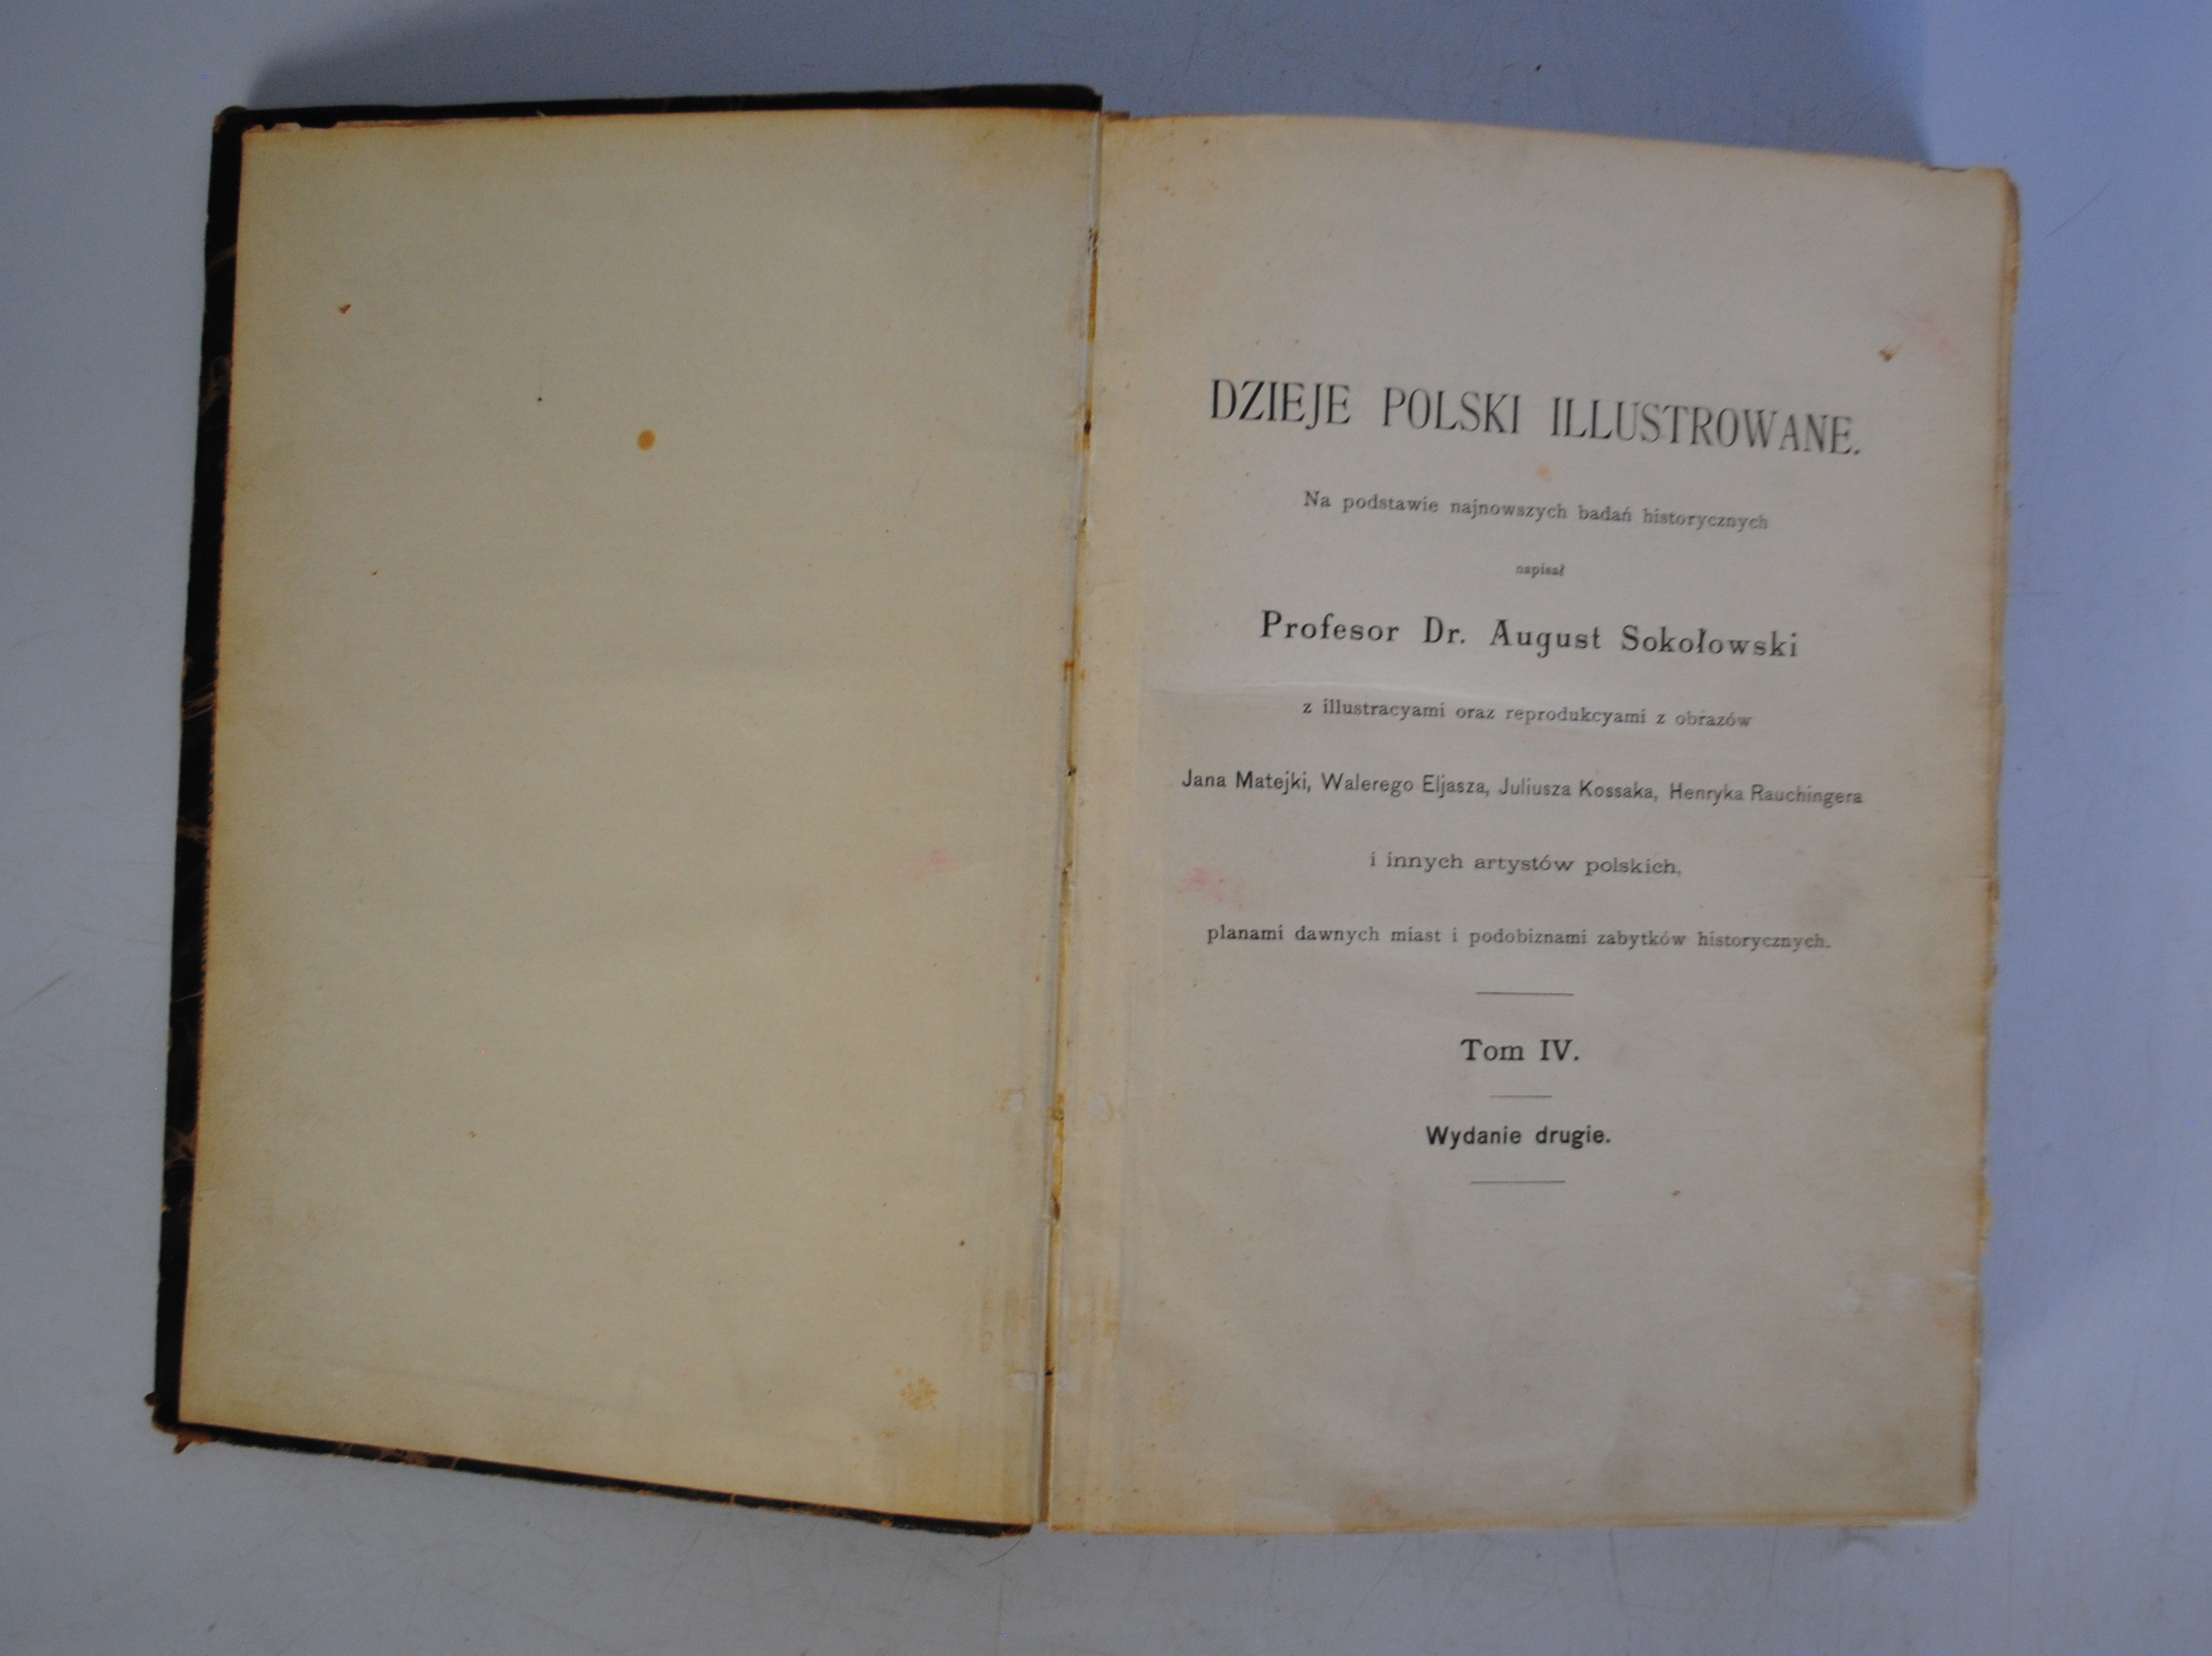 DZIEJE POLSKI ILLUSTROWANE.
Na podstawie najnowszych badań historycznych
napisał
Profesor Dr. August Sokołowski
z illustracyami oraz reprodukcyami z obrazów
Jana Matejki, Walerego Eljasza, Juliusza Kossaka, Henryka Rauchingera
i innych artystów polskich,
planami dawnych miast i podobiznami zabytków historycznych.
Tom IV.
Wydanie drugie.